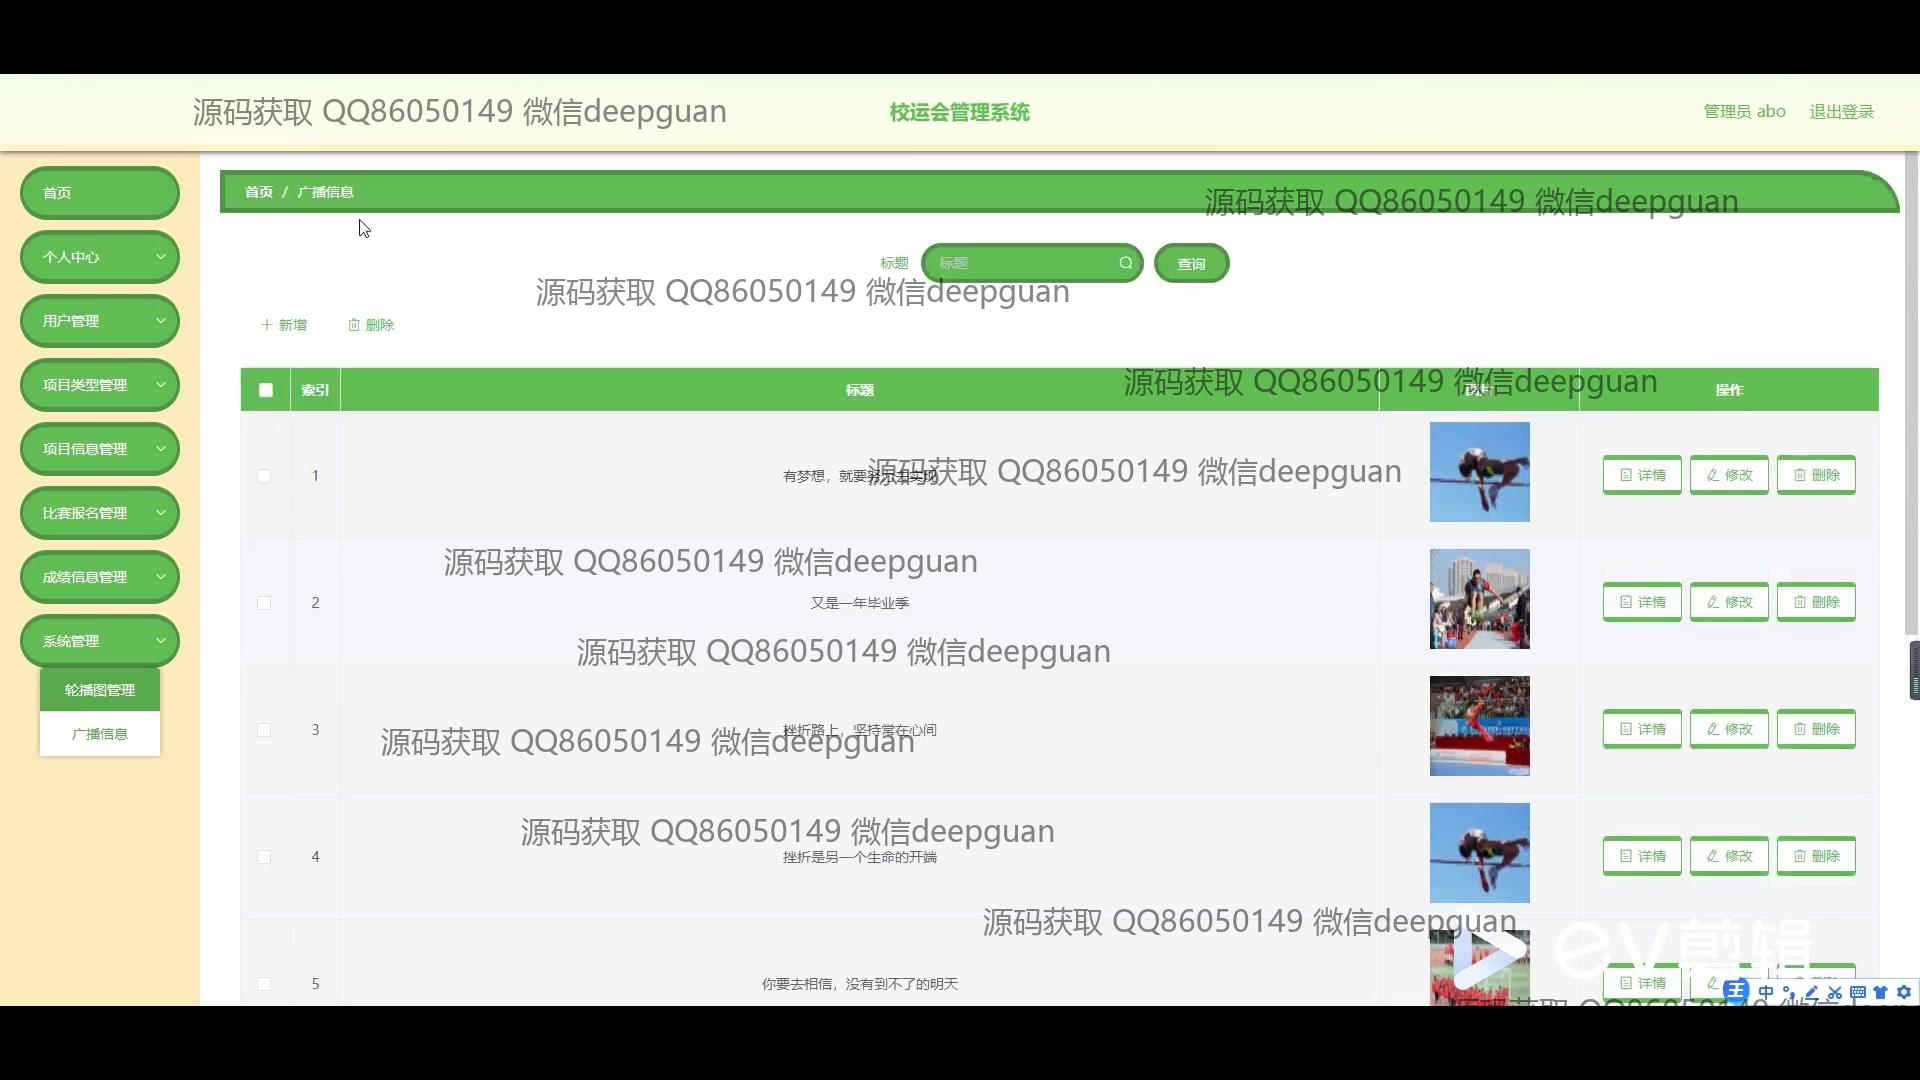 源码获取 QQ86050149 微信deepguan
校运会管理系统
管理员 abo 退出登录
首页
首页 / 广播信息
源码获取 QQ86050149 微信deepguan
个人中心
标题 标题 查询
源码获取 QQ86050149 微信deepguan
用户管理
新增 删除
项目类型管理
索引 标题 操作
源码获取 QQ86050149 微信deepguan
项目信息管理
1 有梦想，就要努力去实现 详情 修改 删除
源码获取 QQ86050149 微信deepguan
比赛报名管理
源码获取 QQ86050149 微信deepguan
成绩信息管理
2 又是一年毕业季 详情 修改 删除
系统管理
源码获取 QQ86050149 微信deepguan
轮播图管理
广播信息
3 挫折路上，坚持常在心间 详情 修改 删除
源码获取 QQ86050149 微信deepguan
源码获取 QQ86050149 微信deepguan
4 挫折是另一个生命的开端 详情 修改 删除
源码获取 QQ86050149 微信deepguan
EV剪辑
5 你要去相信，没有到不了的明天 详情
王 中